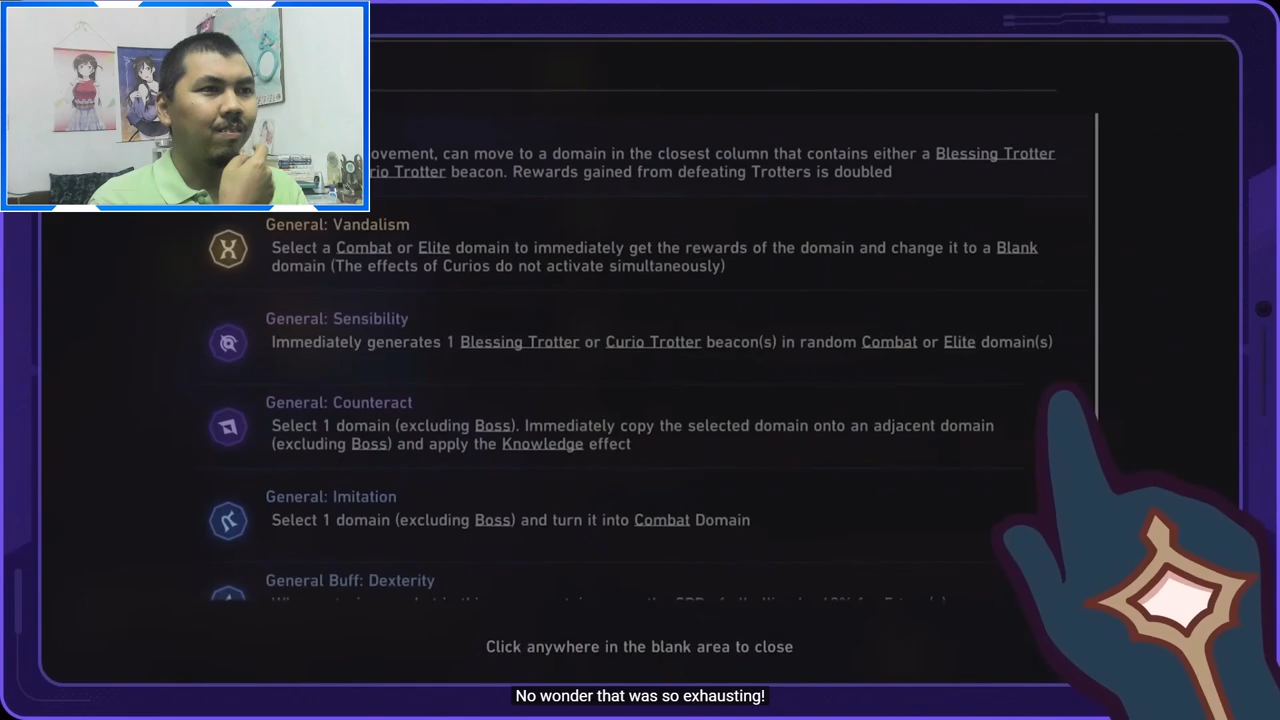 ovement, can move to a domain in the closest column that contains either a Blessing Trotter
rio Trotter beacon. Rewards gained from defeating Trotters is doubled
General: Vandalism
Select a Combat or Elite domain to immediately get the rewards of the domain and change it to a Blank
domain (The effects of Curios do not activate simultaneously)
General: Sensibility
Immediately generates 1 Blessing Trotter or Curio Trotter beacon(s) in random Combat or Elite domain(s)
General: Counteract
Select 1 domain (excluding Boss). Immediately copy the selected domain onto an adjacent domain
(excluding Boss) and apply the Knowledge effect
General: Imitation
Select 1 domain (excluding Boss) and turn it into Combat Domain
General Buff: Dexterity
Click anywhere in the blank area to close
No wonder that was so exhausting!